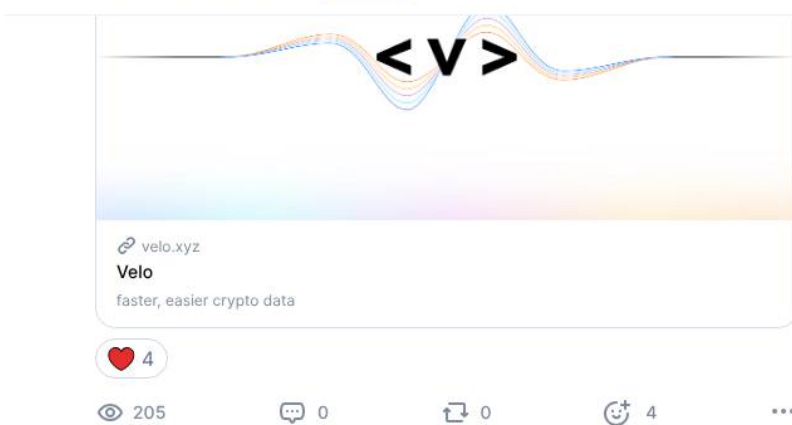 < V >
velo.xyz
Velo
faster, easier crypto data
4
205 0 0 4